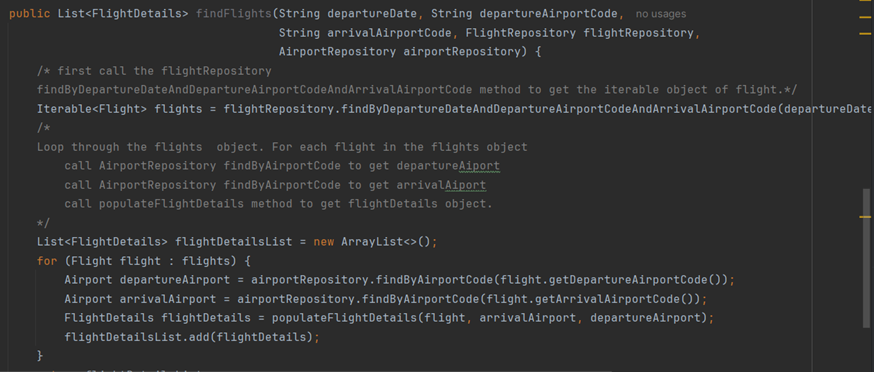 public List<FlightDetails> findFlights(String departureDate, String departureAirportCode, no usages
String arrivalAirportCode, FlightRepository flightRepository,
AirportRepository airportRepository) {
/* first call the flightRepository
findByDepartureDateAndDepartureAirportCodeAndArrivalAirportCode method to get the iterable object of flight.*/
Iterable<Flight> flights = flightRepository.findByDepartureDateAndDepartureAirportCodeAndArrivalAirportCode(departureDate
/*
Loop through the flights  object. For each flight in the flights object
call AirportRepository findByAirportCode to get departureAiport
call AirportRepository findByAirportCode to get arrivalAiport
call populateFlightDetails method to get flightDetails object.
*/
List<FlightDetails> flightDetailsList = new ArrayList<>();
for (Flight flight : flights) {
Airport departureAirport = airportRepository.findByAirportCode(flight.getDepartureAirportCode());
Airport arrivalAirport = airportRepository.findByAirportCode(flight.getArrivalAirportCode());
FlightDetails flightDetails = populateFlightDetails(flight, arrivalAirport, departureAirport);
flightDetailsList.add(flightDetails);
}